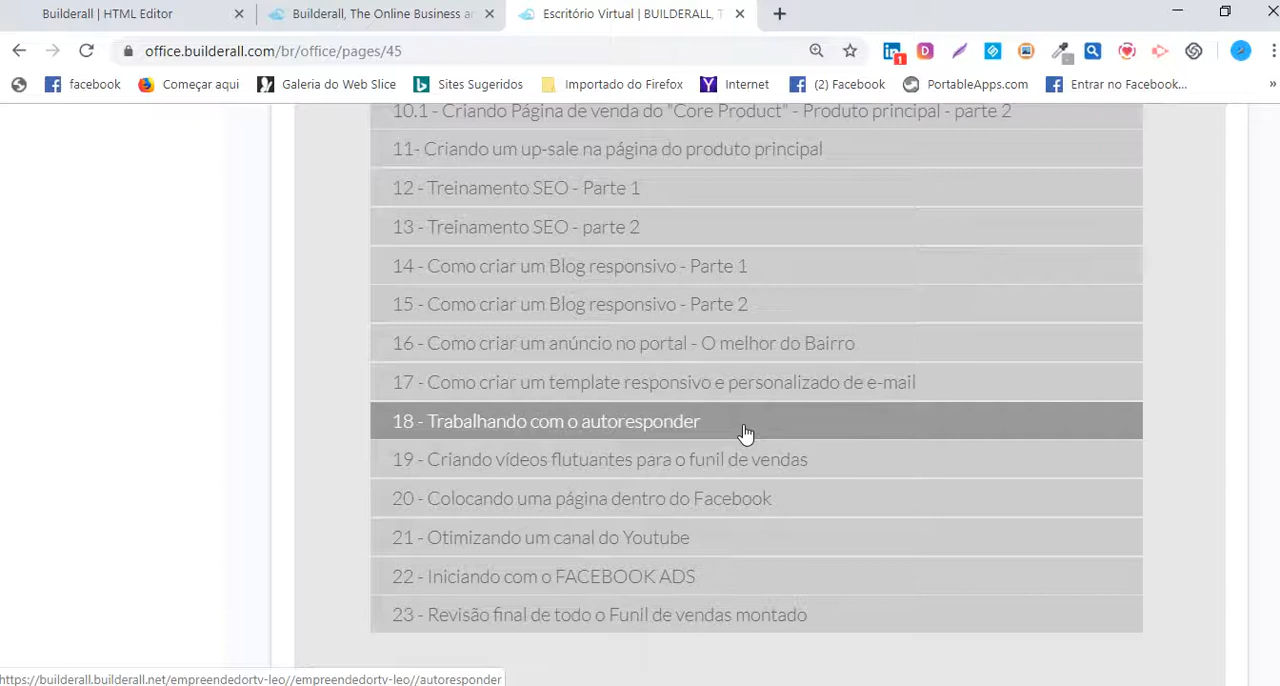 Builderall | HTML Editor
Builderall, The Online Business ar
Escritório Virtual | BUILDERALL, T
office.builderall.com/br/office/pages/45
1
facebook
Começar aqui
Galeria do Web Slice
Sites Sugeridos
Importado do Firefox
Internet
(2) Facebook
PortableApps.com
Entrar no Facebook...
10.1 - Criando Página de venda do "Core Product" - Produto principal - parte 2
11- Criando um up-sale na página do produto principal
12 - Treinamento SEO - Parte 1
13 - Treinamento SEO - parte 2
14 - Como criar um Blog responsivo - Parte 1
15 - Como criar um Blog responsivo - Parte 2
16 - Como criar um anúncio no portal - O melhor do Bairro
17 - Como criar um template responsivo e personalizado de e-mail
18 - Trabalhando com o autoresponder
19 - Criando vídeos flutuantes para o funil de vendas
20 - Colocando uma página dentro do Facebook
21 - Otimizando um canal do Youtube
22 - Iniciando com o FACEBOOK ADS
23 - Revisão final de todo o Funil de vendas montado
https://builderall.builderall.net/empreendedortv-leo//empreendedortv-leo//autoresponder